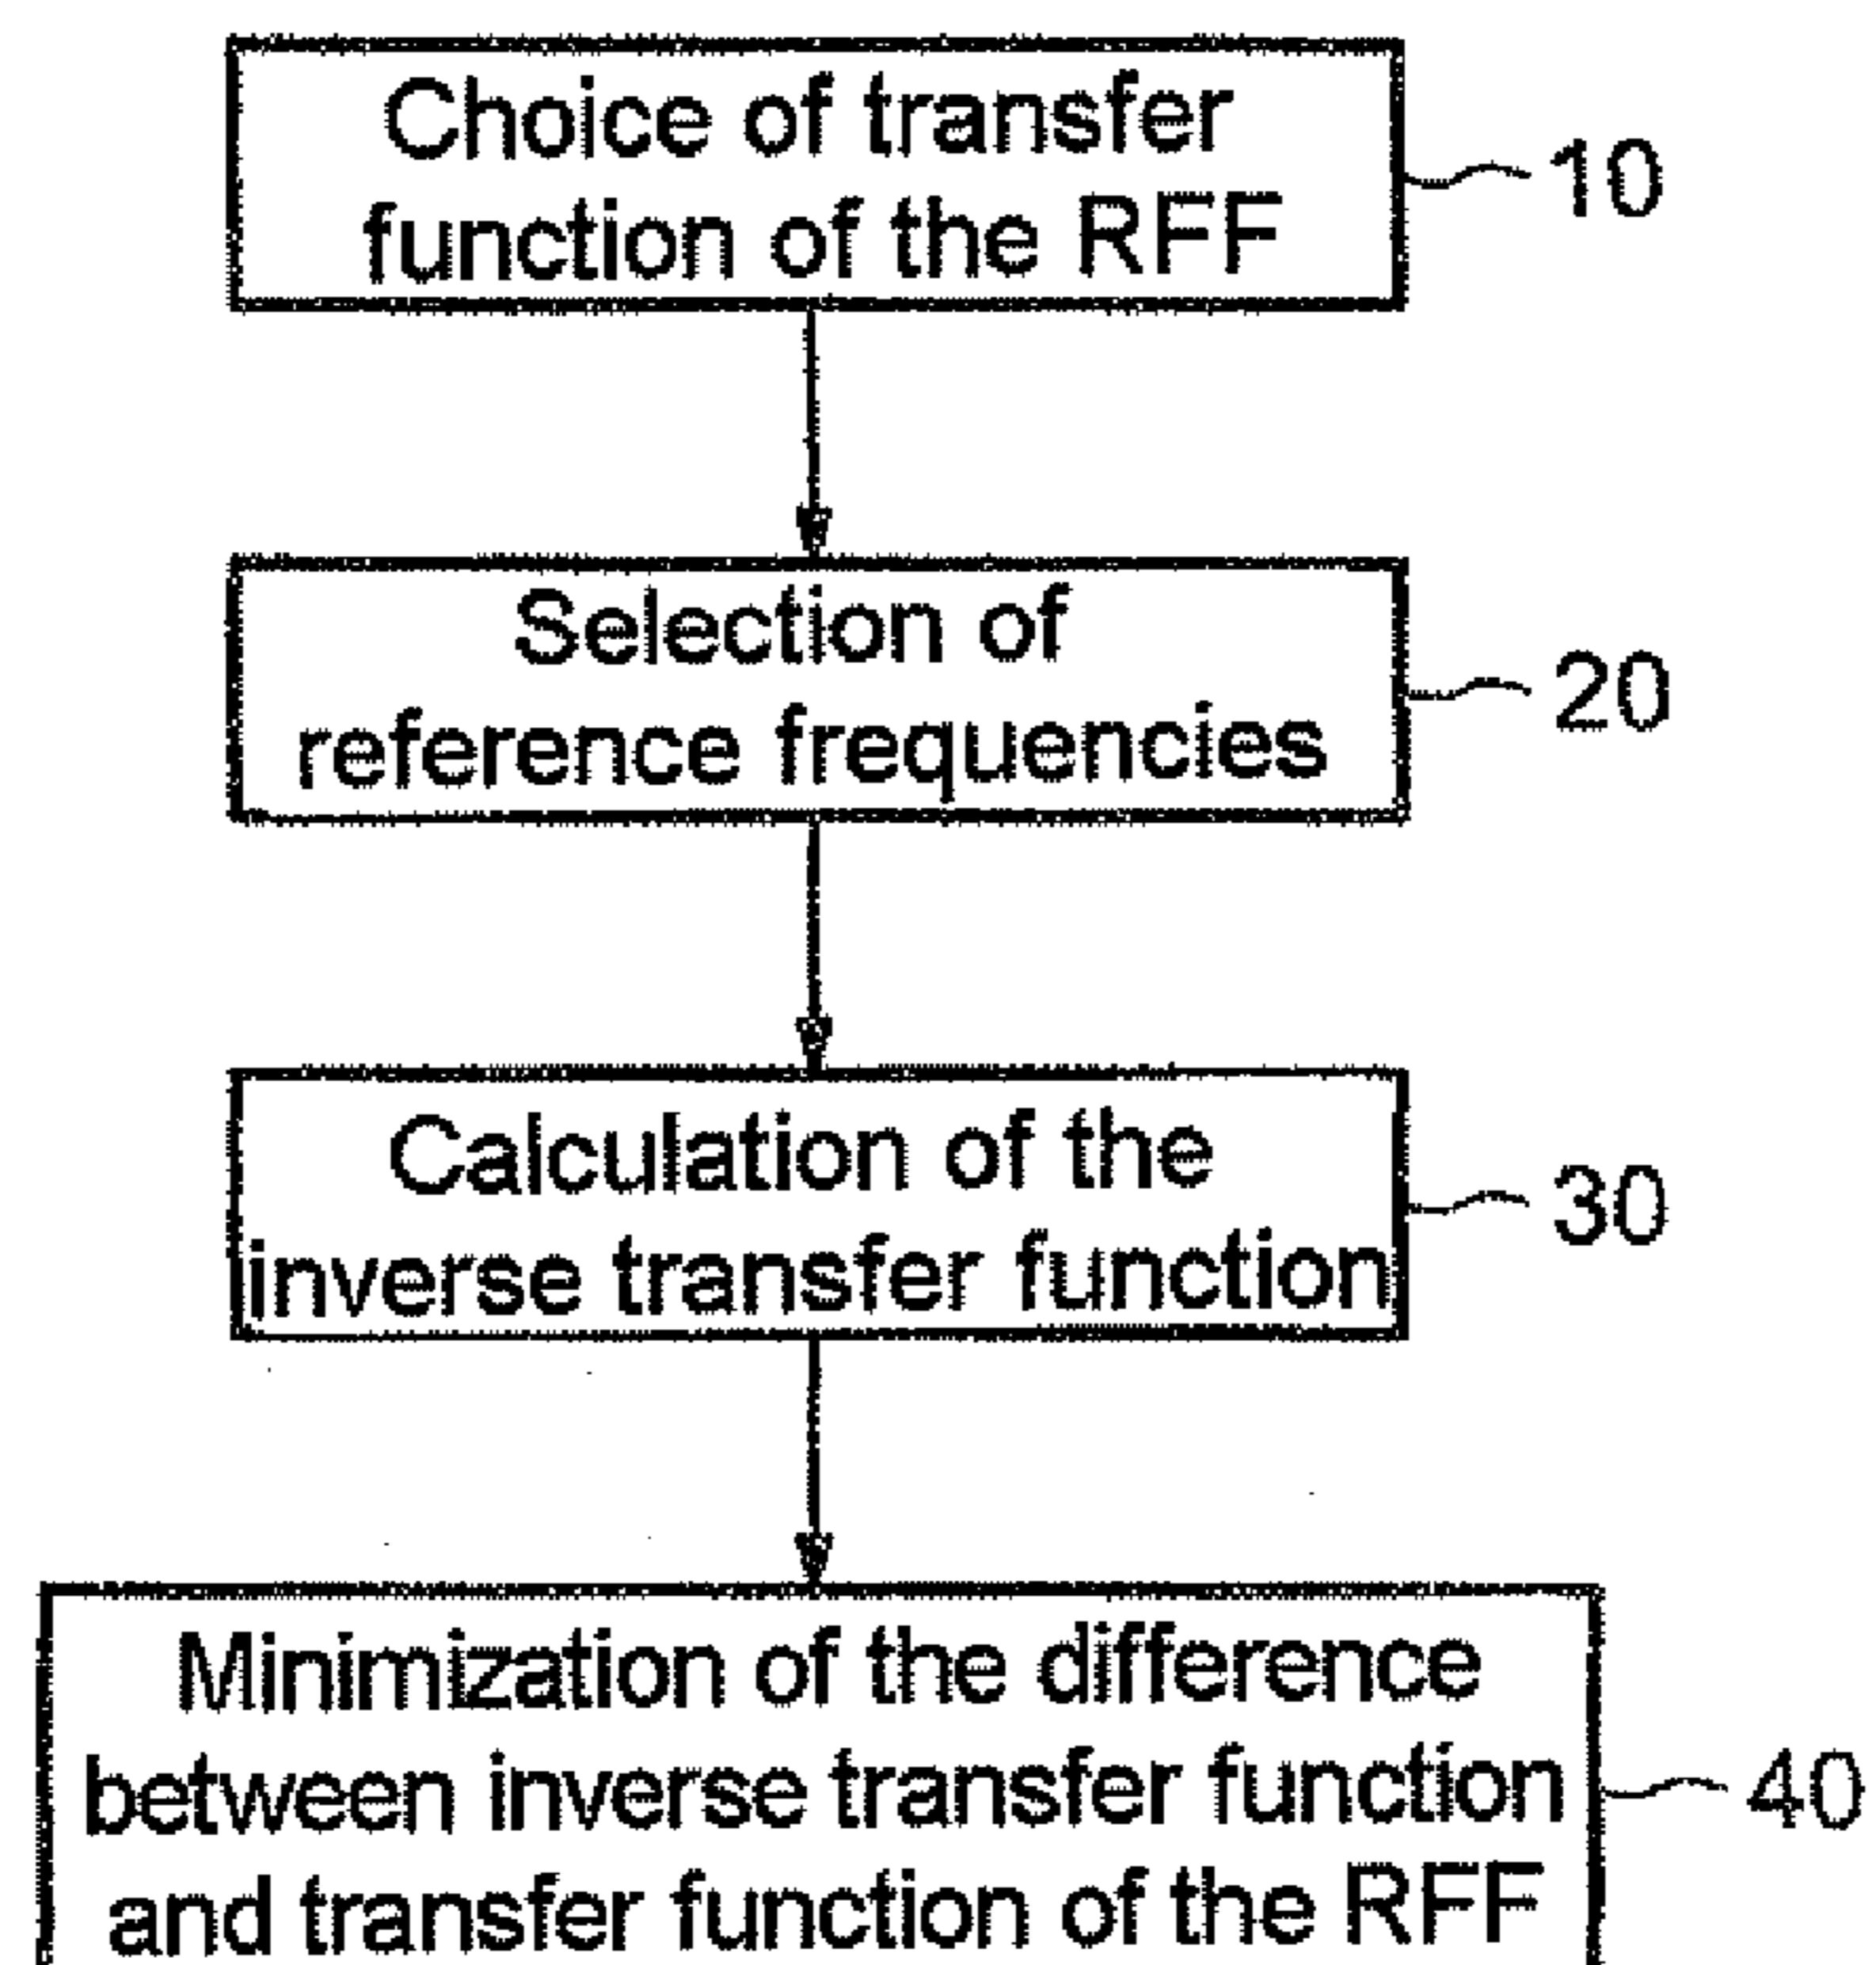 Choice of transfer
function of the RFF
10
Selection of
reference frequencies
20
Calculation of the
inverse transfer function
30
Minimization of the difference
between inverse transfer function
and transfer function of the RFF
40